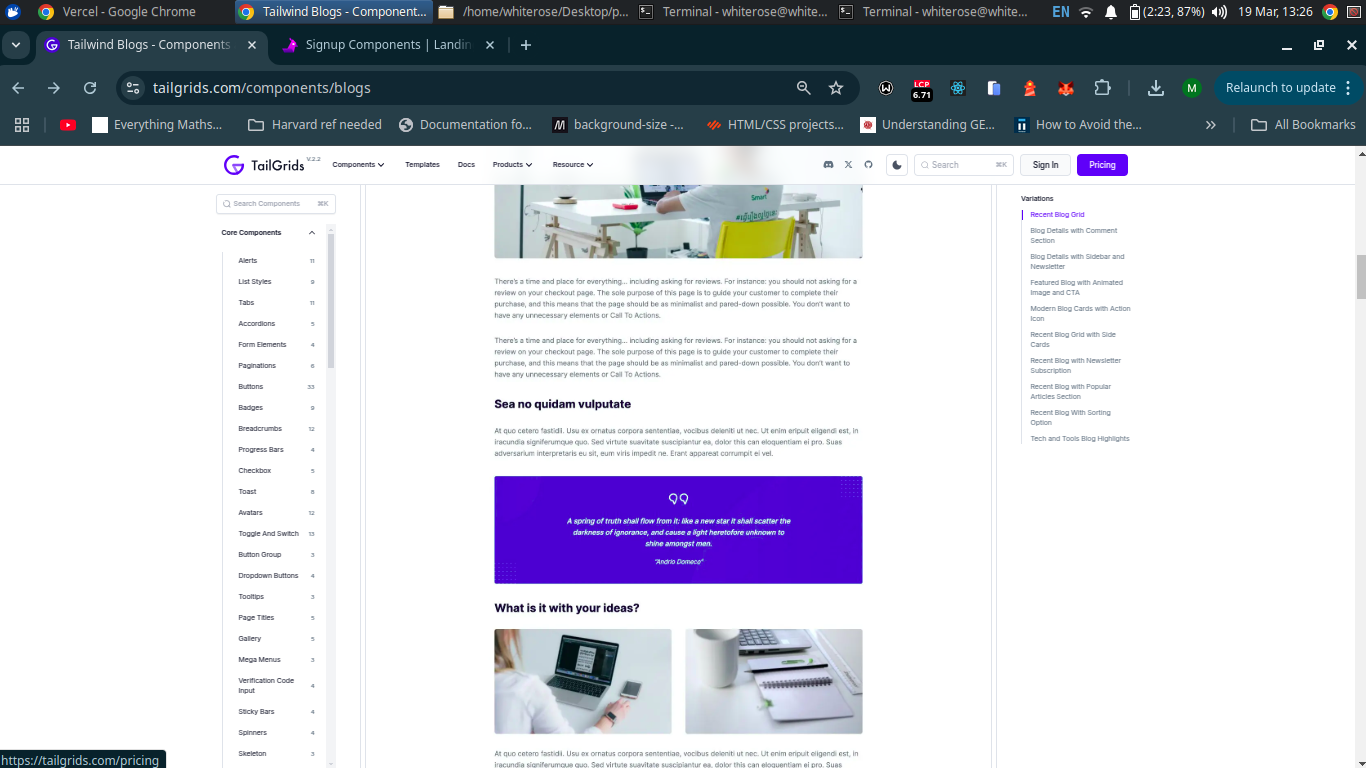 Vercel - Google Chrome
Tailwind Blogs - Component...
/home/whiterose/Desktop/p...
Terminal - whiterose@white...
Terminal - whiterose@white...
EN
(2:23, 87%)
19 Mar, 13:26
Tailwind Blogs - Components
Signup Components | Landin
tailgrids.com/components/blogs
LCP
6.71
M
Relaunch to update
Everything Maths...
Harvard ref needed
Documentation fo...
background-size -...
HTML/CSS projects...
Understanding GE...
How to Avoid the...
All Bookmarks
TailGrids
V.2.2
Components
Templates
Docs
Products
Resource
Search
⌘K
Sign In
Pricing
Search Components
⌘K
Core Components
Alerts 11
List Styles 9
Tabs 11
Accordions 5
Form Elements 4
Paginations 6
Buttons 33
Badges 9
Breadcrumbs 12
Progress Bars 4
Checkbox 5
Toast 8
Avatars 12
Toggle And Switch 13
Button Group 3
Dropdown Buttons 4
Tooltips 3
Page Titles 5
Gallery 5
Mega Menus 3
Verification Code
Input 4
Sticky Bars 4
Spinners 4
Skeleton 3
Smart
There's a time and place for everything... including asking for reviews. For instance: you should not asking for a
review on your checkout page. The sole purpose of this page is to guide your customer to complete their
purchase, and this means that the page should be as minimalist and pared-down possible. You don't want to
have any unnecessary elements or Call To Actions.
There's a time and place for everything... including asking for reviews. For instance: you should not asking for a
review on your checkout page. The sole purpose of this page is to guide your customer to complete their
purchase, and this means that the page should be as minimalist and pared-down possible. You don't want to
have any unnecessary elements or Call To Actions.
Sea no quidam vulputate
At quo cetero fastidii. Usu ex ornatus corpora sententiae, vocibus deleniti ut nec. Ut enim eripuit eligendi est, in
iracundia signiferumque quo. Sed virtute suavitate suscipiantur ea, dolor this can eloquentiam ei pro. Suas
adversarium interpretaris eu sit, eum viris impedit ne. Erant appareat corrumpit ei vel.
A spring of truth shall flow from it: like a new star it shall scatter the
darkness of ignorance, and cause a light heretofore unknown to
shine amongst men.
"Andrio Domeco"
What is it with your ideas?
At quo cetero fastidii. Usu ex ornatus corpora sententiae, vocibus deleniti ut nec. Ut enim eripuit eligendi est, in
iracundia signiferumque quo. Sed virtute suavitate suscipiantur ea, dolor this can eloquentiam ei pro. Suas
Variations
Recent Blog Grid
Blog Details with Comment
Section
Blog Details with Sidebar and
Newsletter
Featured Blog with Animated
Image and CTA
Modern Blog Cards with Action
Icon
Recent Blog Grid with Side
Cards
Recent Blog with Newsletter
Subscription
Recent Blog with Popular
Articles Section
Recent Blog With Sorting
Option
Tech and Tools Blog Highlights
https://tailgrids.com/pricing